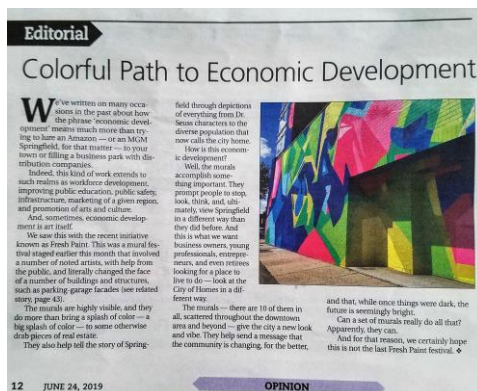 Editorial
Colorful Path to Economic Development
We've written on many occa-
sions in the past about how
the phrase 'economic devel-
opment' means much more than try-
ing to lure an Amazon — or an MGM
Springfield, for that matter — to your
town or filling a business park with dis-
tribution companies.
Indeed, this kind of work extends to
such realms as workforce development,
improving public education, public safety,
infrastructure, marketing of a given region,
and promotion of arts and culture.
And, sometimes, economic develop-
ment is art itself.
We saw this with the recent initiative
known as Fresh Paint. This was a mural fes-
tival staged earlier this month that involved
a number of noted artists, with help from
the public, and literally changed the face
of a number of buildings and structures,
such as parking-garage facades (see related
story, page 43).
The murals are highly visible, and they
do more than bring a splash of color — a
big splash of color — to some otherwise
drab pieces of real estate.
They also help tell the story of Spring-
field through depictions
of everything from Dr.
Seuss characters to the
diverse population that
now calls the city home.
How is this econom-
ic development?
Well, the murals
accomplish some-
thing important. They
prompt people to stop,
look, think, and, ulti-
mately, view Springfield
in a different way than
they did before. And
this is what we want
business owners, young
professionals, entrepre-
neurs, and even retirees
looking for a place to
live to do — look at the
City of Homes in a dif-
ferent way.
The murals — there are 10 of them in
all, scattered throughout the downtown
area and beyond — give the city a new look
and vibe. They help send a message that
the community is changing, for the better,
and that, while once things were dark, the
future is seemingly bright.
Can a set of murals really do all that?
Apparently, they can.
And for that reason, we certainly hope
this is not the last Fresh Paint festival. ❖
12 JUNE 24, 2019 OPINION